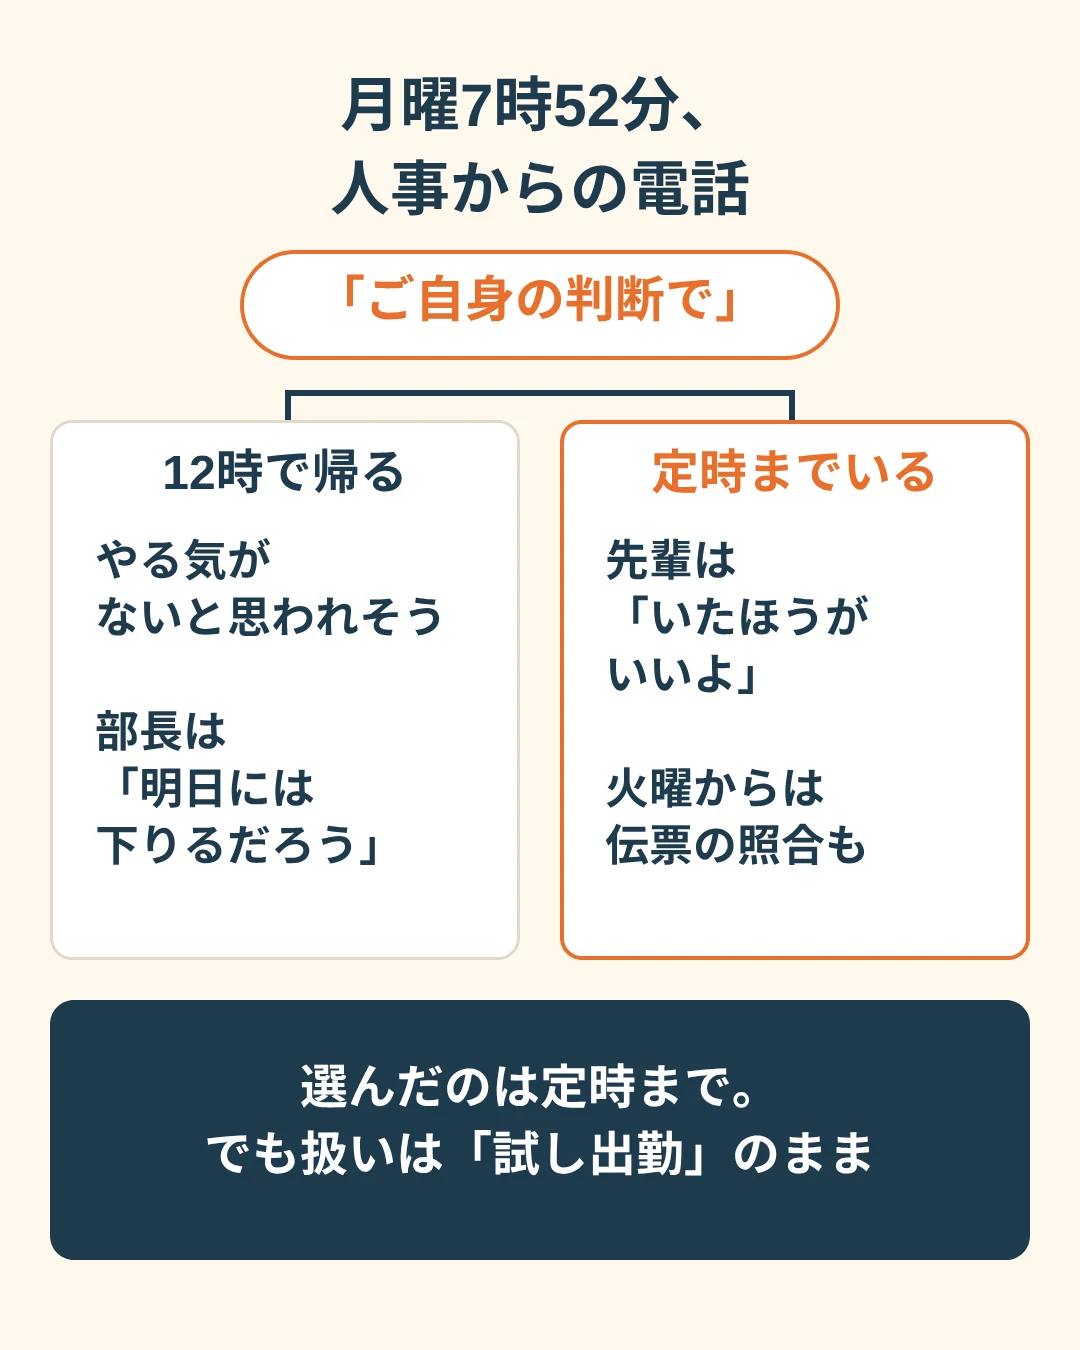 月曜7時52分、
人事からの電話
「ご自身の判断で」
12時で帰る
やる気が
ないと思われそう
部長は
「明日には
下りるだろう」
定時までいる
先輩は
「いたほうが
いいよ」
火曜からは
伝票の照合も
選んだのは定時まで。
でも扱いは「試し出勤」のまま